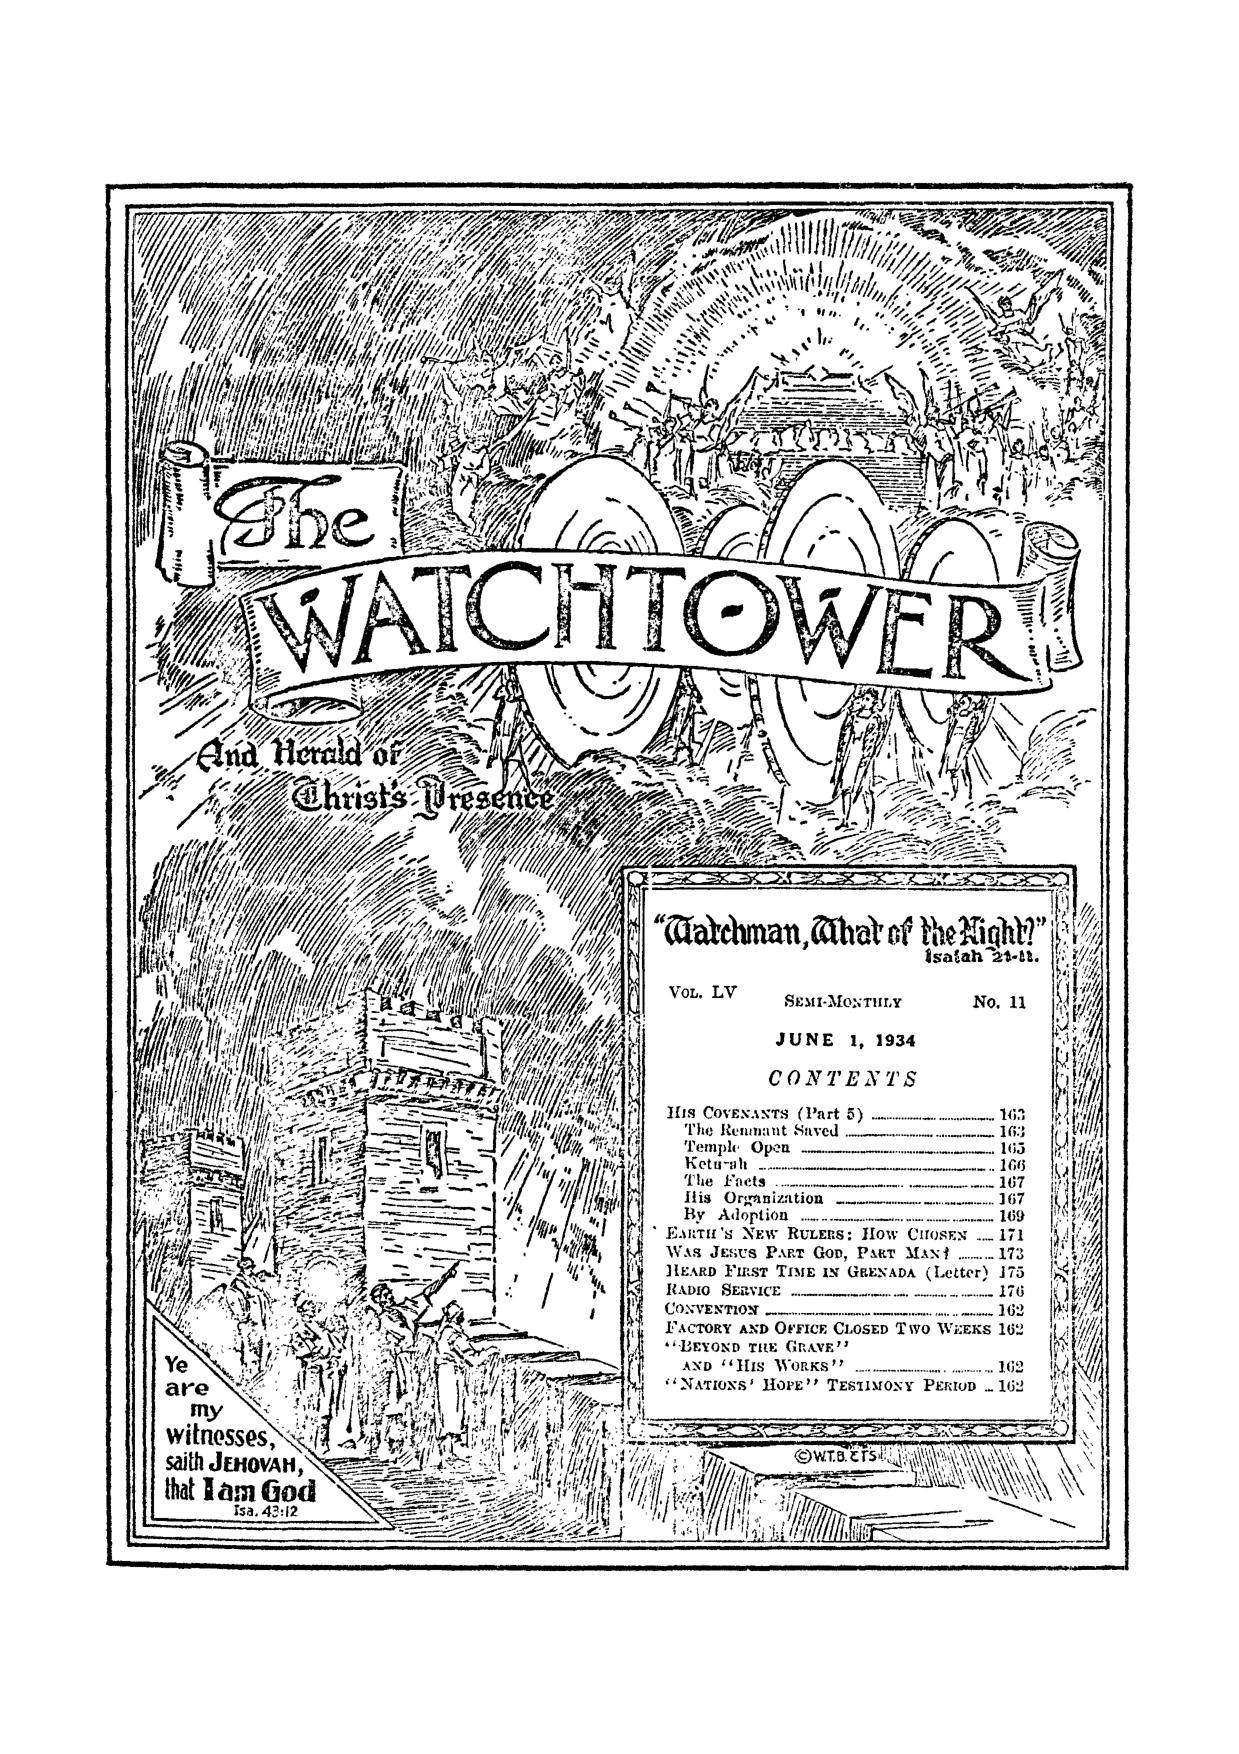 The
WATCHTOWER
And Herald of
Christ's Presence
"Watchman, What of the Night?"
Isaiah 21-11.
VOL. LV SEMI-MONTHLY No. 11
JUNE 1, 1934
CONTENTS
HIS COVENANTS (Part 5) 163
The Remnant Saved 163
Temple Open 165
Keturah 166
The Facts 167
His Organization 167
By Adoption 169
EARTH'S NEW RULERS: HOW CHOSEN 171
WAS JESUS PART GOD, PART MAN? 173
HEARD FIRST TIME IN GRENADA (Letter) 175
RADIO SERVICE 176
CONVENTION 162
FACTORY AND OFFICE CLOSED TWO WEEKS 162
"BEYOND THE GRAVE"
AND "HIS WORKS" 162
"NATIONS' HOPE" TESTIMONY PERIOD 162
©W.T.B.&T.S.
Ye
are
my
witnesses,
saith JEHOVAH,
that I am God
Isa. 43:12